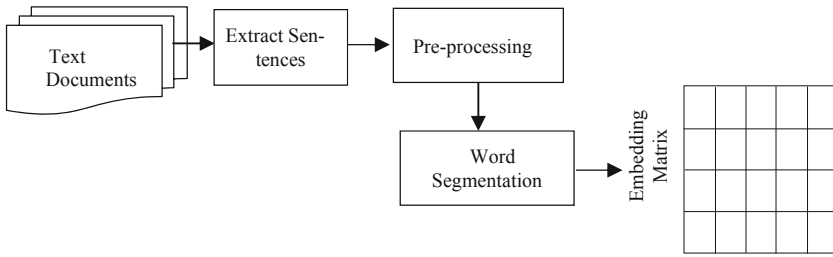 Text
Documents
Extract Sen-
tences
Pre-processing
Word
Segmentation
Embedding
Matrix